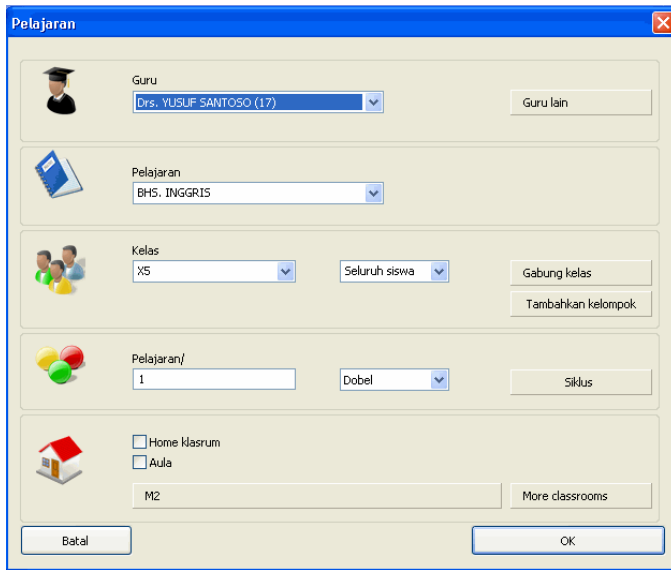 Pelajaran
Guru
Drs. YUSUF SANTOSO (17)
Guru lain
Pelajaran
BHS. INGGRIS
Kelas
X5
Seluruh siswa
Gabung kelas
Tambahkan kelompok
Pelajaran/
1
Dobel
Siklus
Home klasrum
Aula
M2
More classrooms
Batal
OK